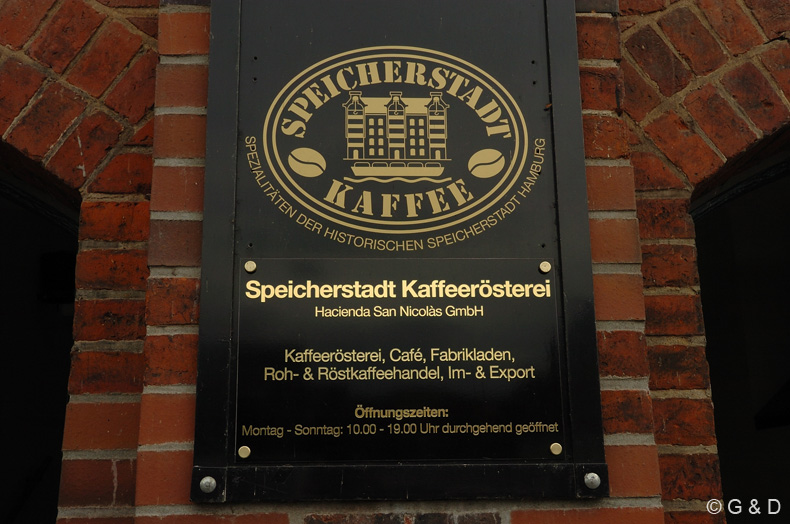 SPEICHERSTADT
KAFFEE
SPEZIALITÄTEN DER HISTORISCHEN SPEICHERSTADT HAMBURG
Speicherstadt Kaffeerösterei
Hacienda San Nicolàs GmbH
Kaffeerösterei, Café, Fabrikladen,
Roh- & Röstkaffeehandel, Im- & Export
Öffnungszeiten:
Montag - Sonntag: 10.00 - 19.00 Uhr durchgehend geöffnet
© G & D